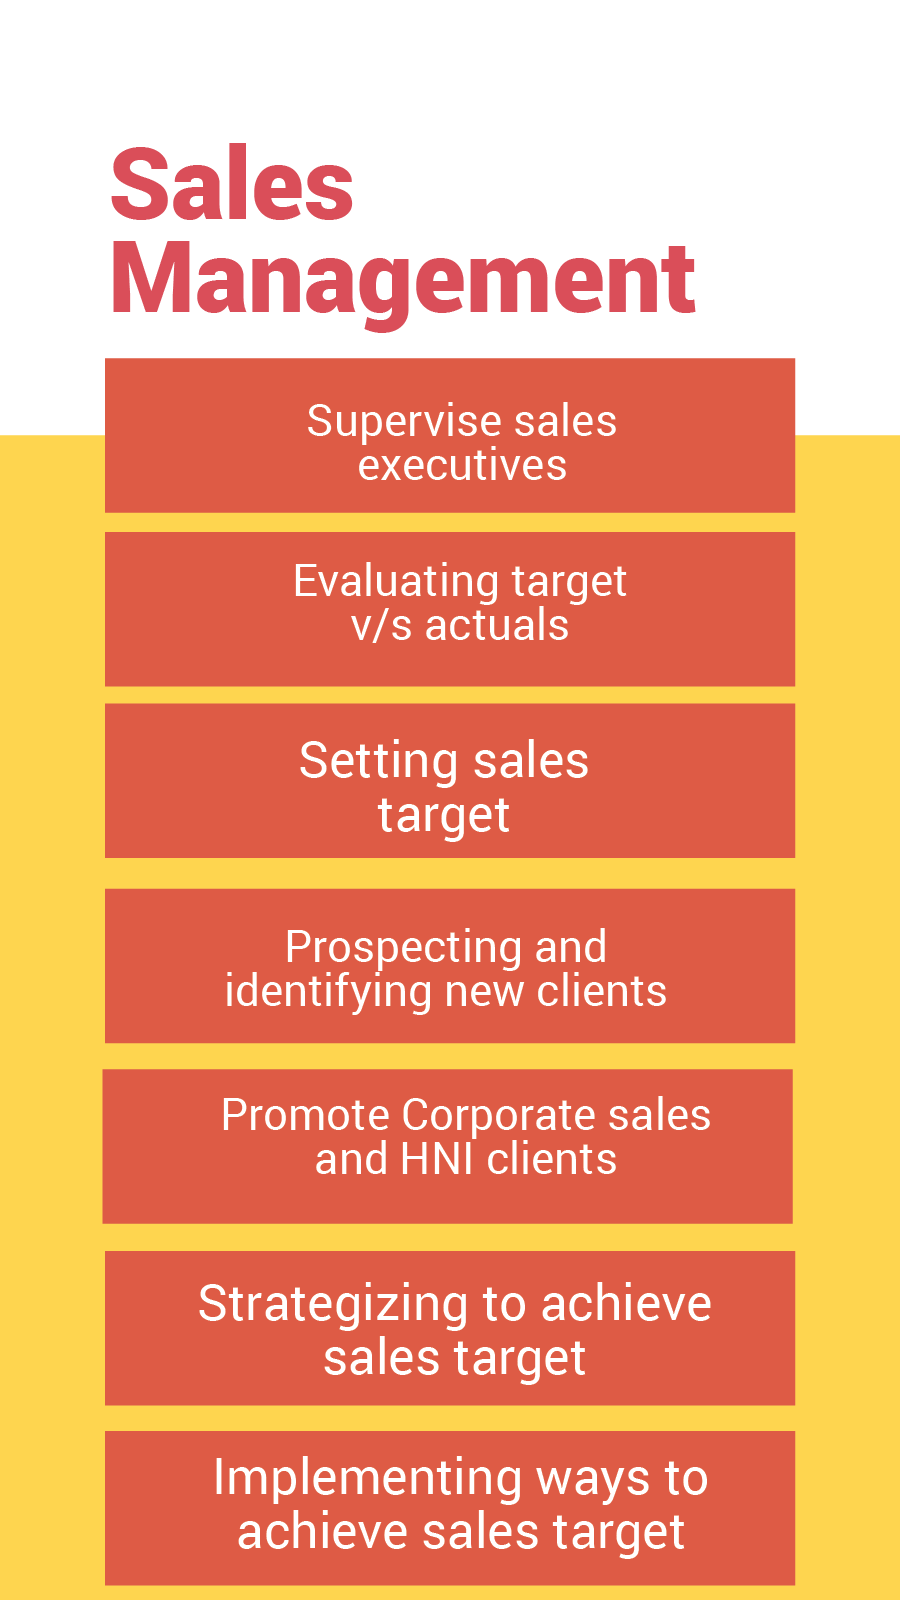 Sales
Management
Supervise sales
executives
Evaluating target
v/s actuals
Setting sales
target
Prospecting and
identifying new clients
Promote Corporate sales
and HNI clients
Strategizing to achieve
sales target
Implementing ways to
achieve sales target